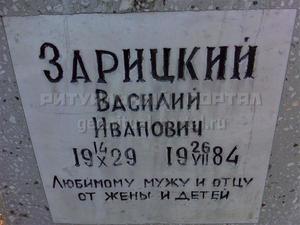 ЗАРИЦКИЙ
ВАСИЛИЙ
ИВАНОВИЧ
19 14/X 29 19 26/VII 84
ЛЮБИМОМУ МУЖУ И ОТЦУ
ОТ ЖЕНЫ И ДЕТЕЙ